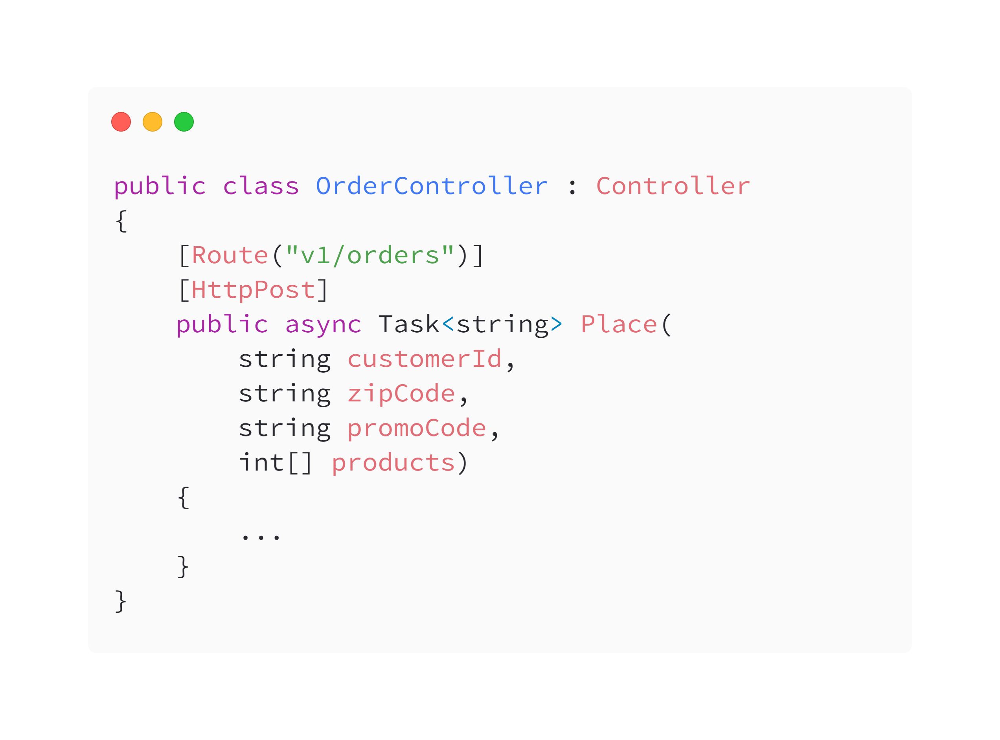 public class OrderController : Controller
{
    [Route("v1/orders")]
    [HttpPost]
    public async Task<string> Place(
        string customerId,
        string zipCode,
        string promoCode,
        int[] products)
    {
        ...
    }
}